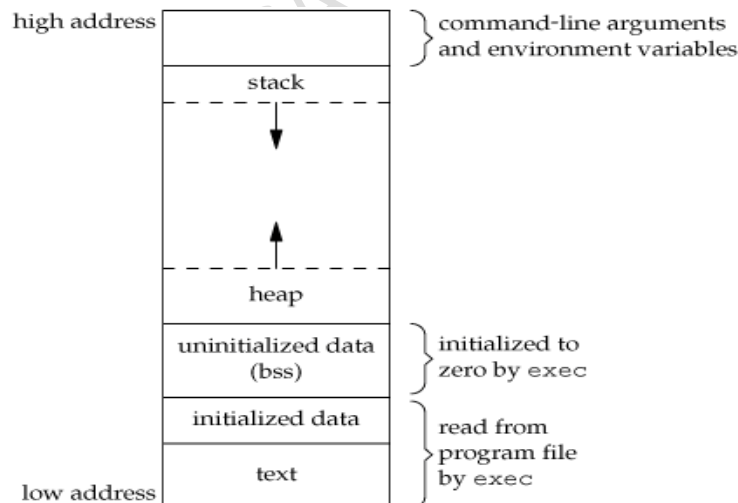 high address
command-line arguments
and environment variables
stack
heap
uninitialized data
(bss)
initialized to
zero by exec
initialized data
read from
program file
by exec
text
low address